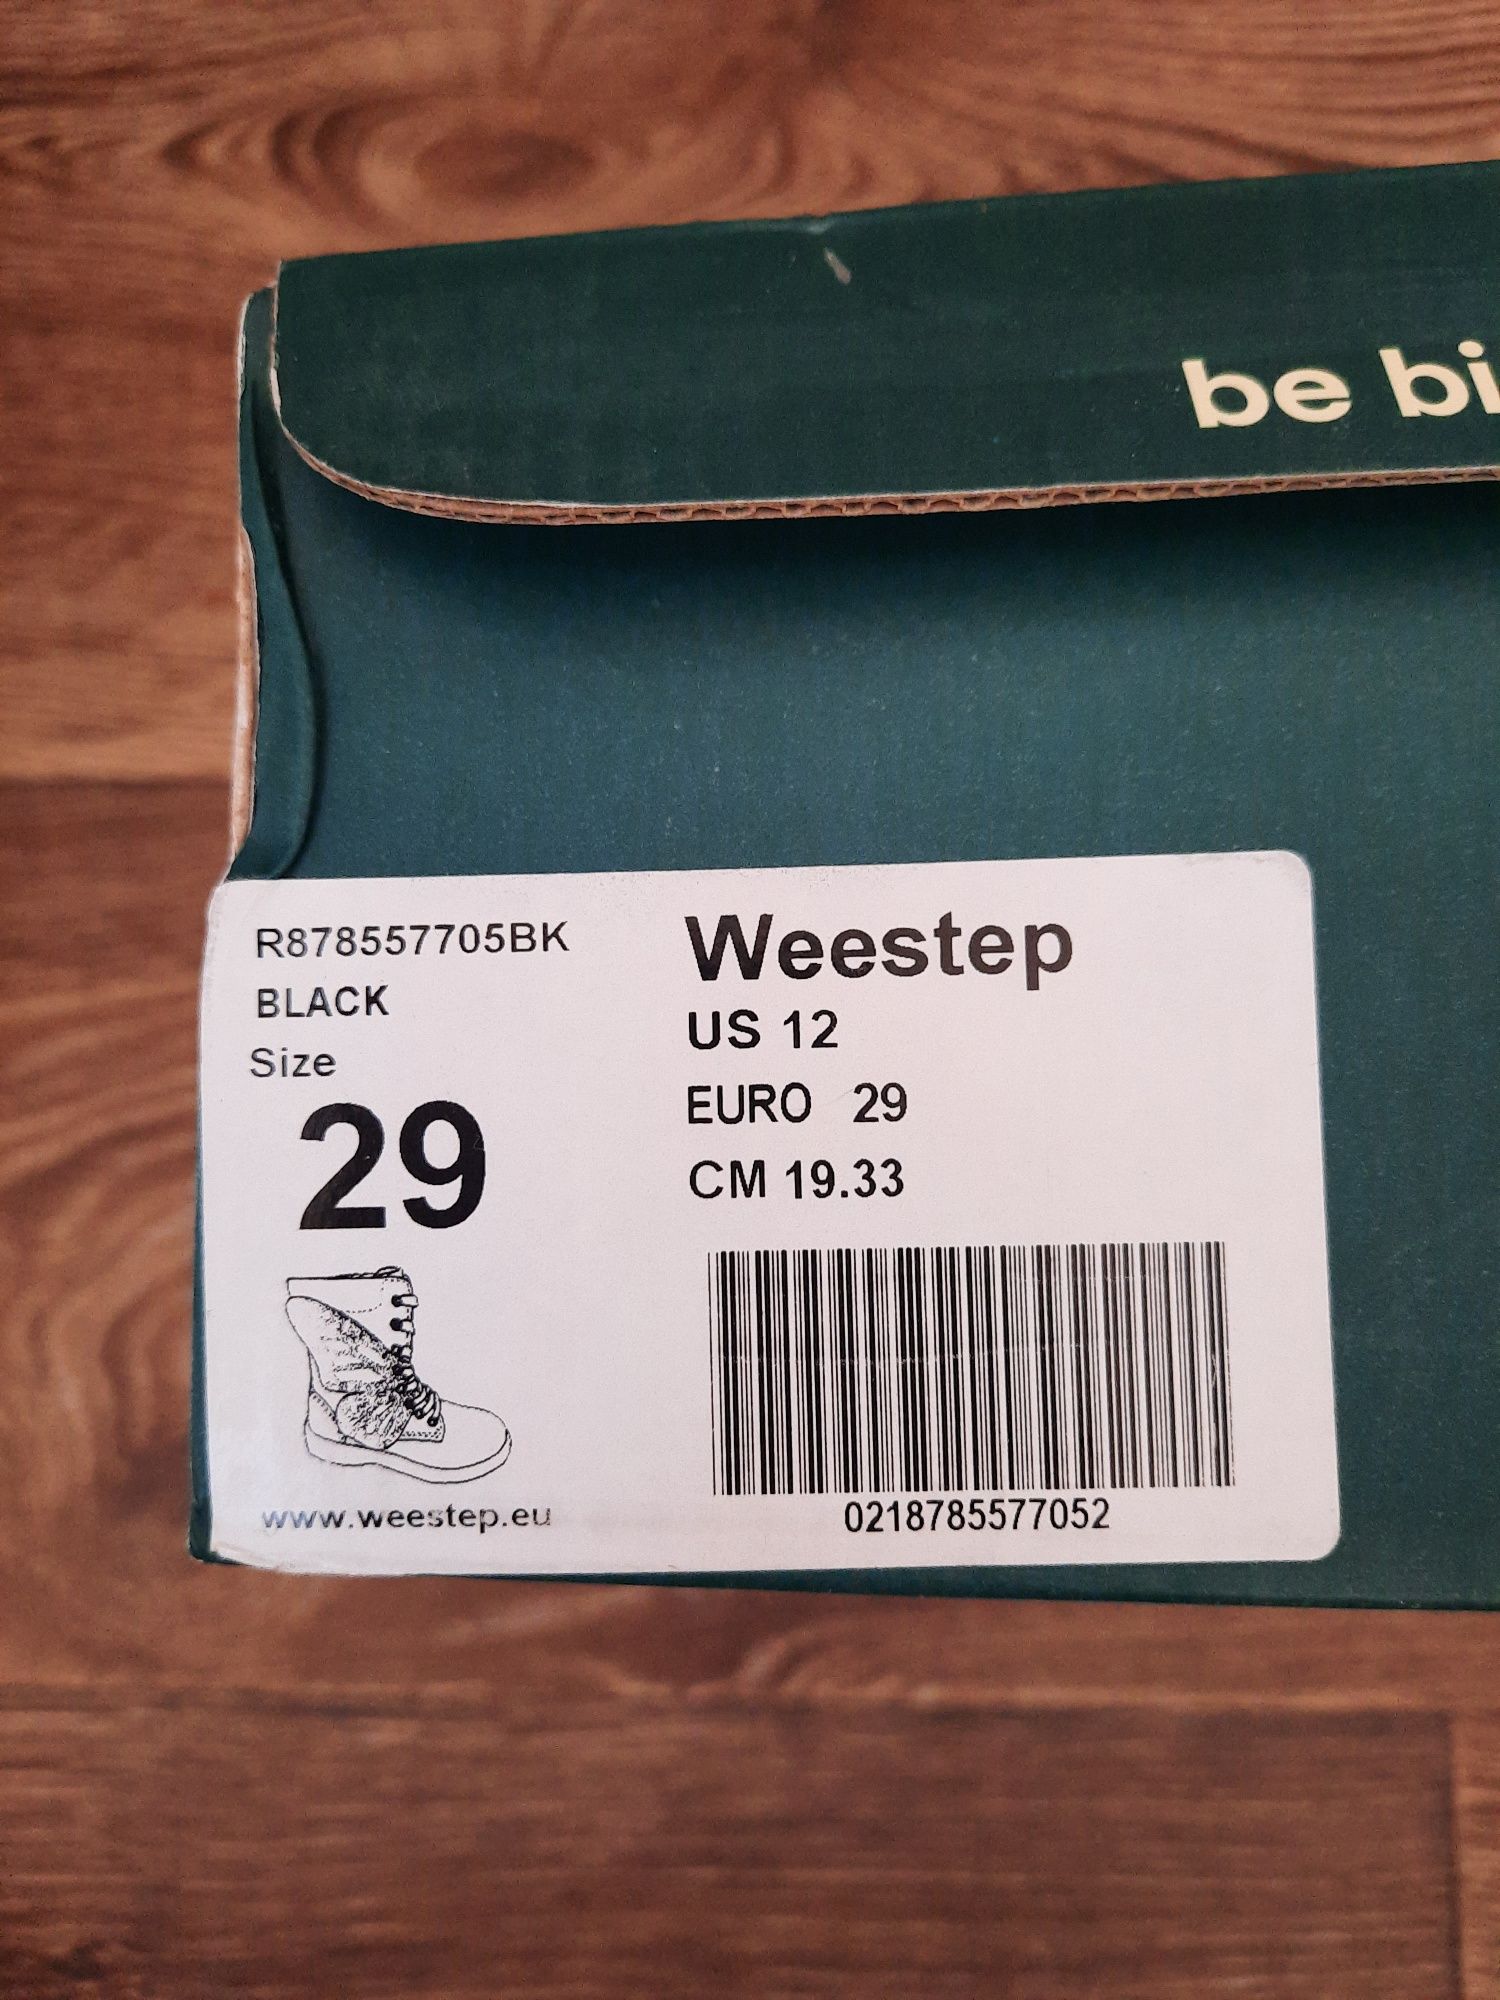 be bi
R878557705BK
BLACK
Size
29
www.weestep.eu
Weestep
US 12
EURO 29
CM 19.33
0218785577052